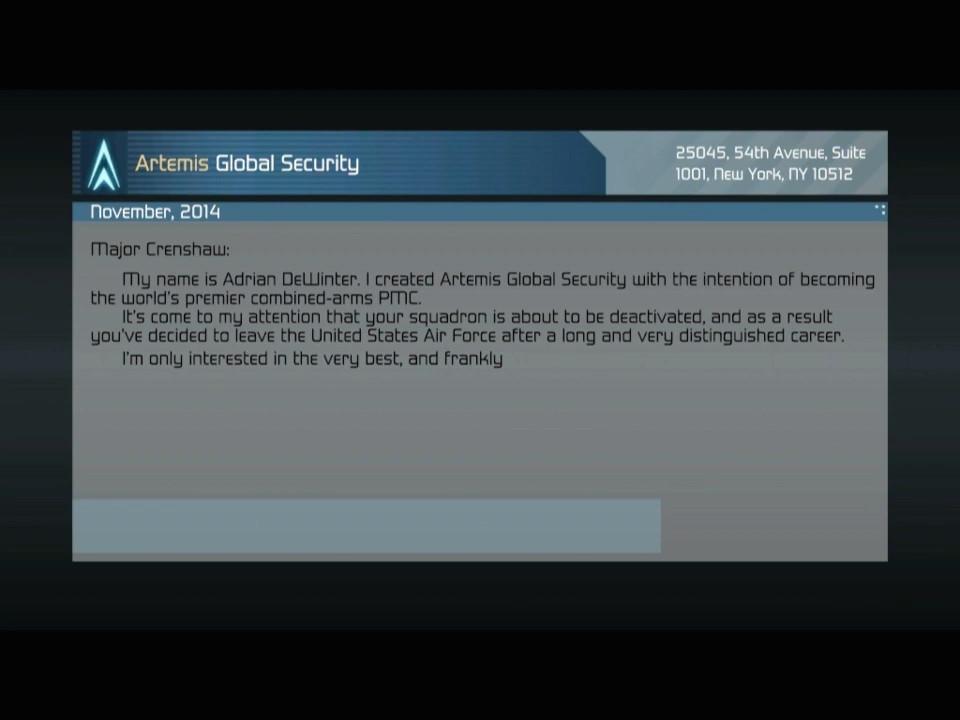 Artemis Global Security
25045, 54th Avenue, Suite
1001, New York, NY 10512
November, 2014
Major Crenshaw:
My name is Adrian DeWinter. I created Artemis Global Security with the intention of becoming
the world's premier combined-arms PMC.
It's come to my attention that your squadron is about to be deactivated, and as a result
you've decided to leave the United States Air Force after a long and very distinguished career.
I'm only interested in the very best, and frankly